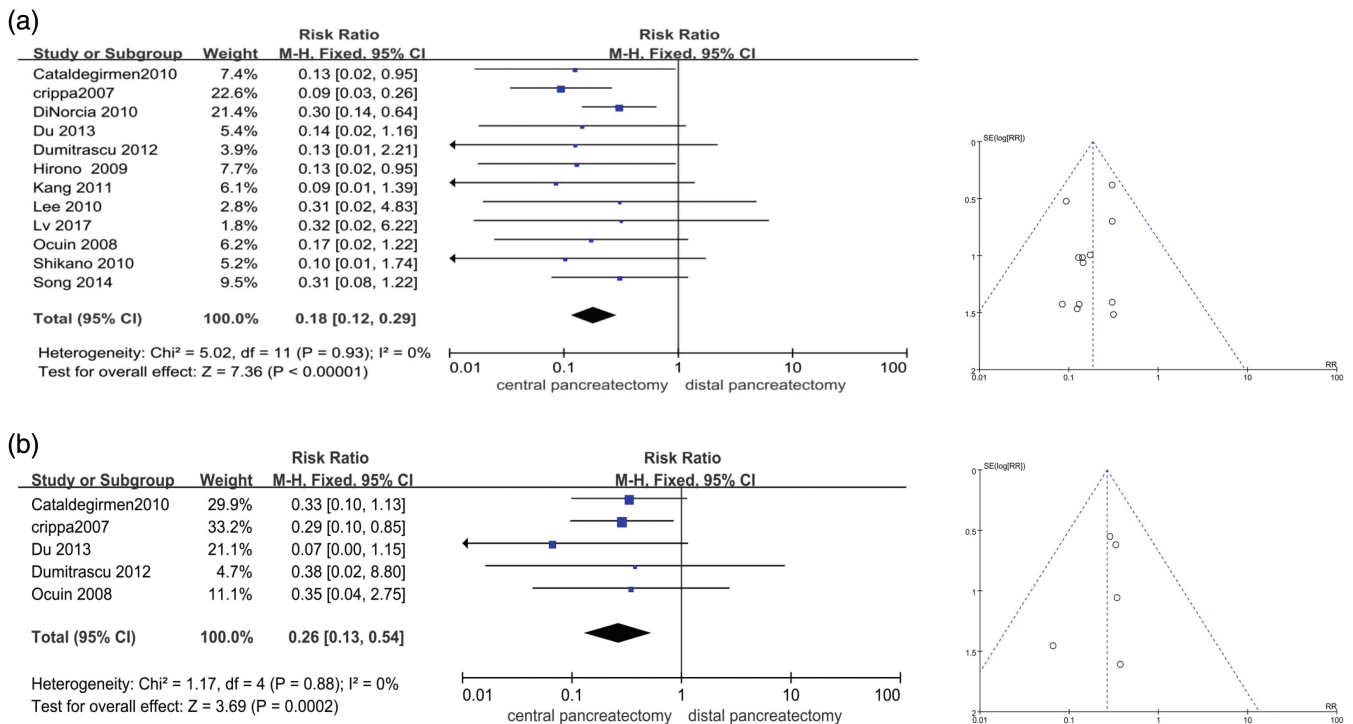 (a)
Risk Ratio Risk Ratio
Study or Subgroup Weight M-H, Fixed, 95% CI M-H, Fixed, 95% CI
Cataldegirmen2010 7.4% 0.13 [0.02, 0.95]
crippa2007 22.6% 0.09 [0.03, 0.26]
DiNorcia 2010 21.4% 0.30 [0.14, 0.64]
Du 2013 5.4% 0.14 [0.02, 1.16]
Dumitrascu 2012 3.9% 0.13 [0.01, 2.21]
Hirono 2009 7.7% 0.13 [0.02, 0.95]
Kang 2011 6.1% 0.09 [0.01, 1.39]
Lee 2010 2.8% 0.31 [0.02, 4.83]
Lv 2017 1.8% 0.32 [0.02, 6.22]
Ocuin 2008 6.2% 0.17 [0.02, 1.22]
Shikano 2010 5.2% 0.10 [0.01, 1.74]
Song 2014 9.5% 0.31 [0.08, 1.22]
Total (95% CI) 100.0% 0.18 [0.12, 0.29]
Heterogeneity: Chi² = 5.02, df = 11 (P = 0.93); I² = 0%
Test for overall effect: Z = 7.36 (P < 0.00001)
0.01 0.1 1 10 100
central pancreatectomy distal pancreatectomy
SE(log[RR])
0
0.5
1
1.5
2
RR
0.01 0.1 1 10 100
(b)
Risk Ratio Risk Ratio
Study or Subgroup Weight M-H, Fixed, 95% CI M-H, Fixed, 95% CI
Cataldegirmen2010 29.9% 0.33 [0.10, 1.13]
crippa2007 33.2% 0.29 [0.10, 0.85]
Du 2013 21.1% 0.07 [0.00, 1.15]
Dumitrascu 2012 4.7% 0.38 [0.02, 8.80]
Ocuin 2008 11.1% 0.35 [0.04, 2.75]
Total (95% CI) 100.0% 0.26 [0.13, 0.54]
Heterogeneity: Chi² = 1.17, df = 4 (P = 0.88); I² = 0%
Test for overall effect: Z = 3.69 (P = 0.0002)
0.01 0.1 1 10 100
central pancreatectomy distal pancreatectomy
SE(log[RR])
0
0.5
1
1.5
2
RR
0.01 0.1 1 10 100